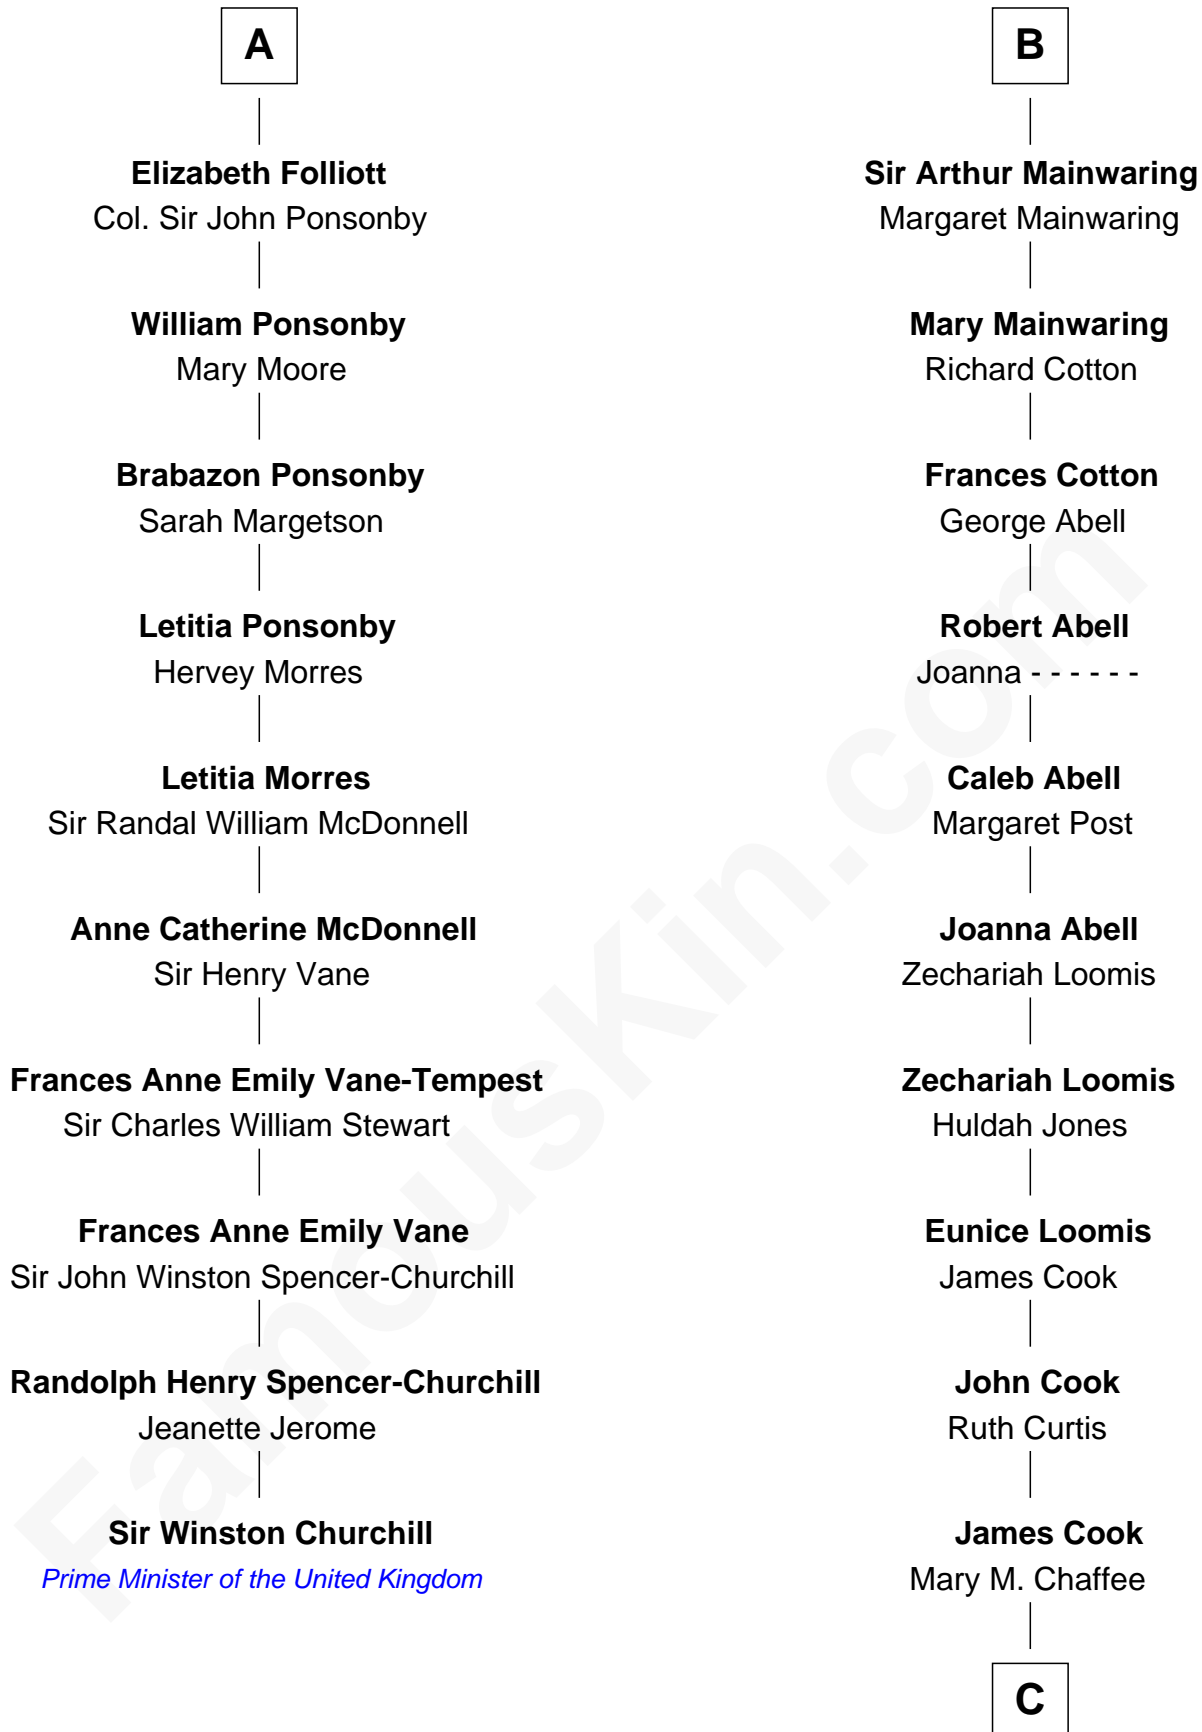 A
Elizabeth Folliott
Col. Sir John Ponsonby
William Ponsonby
Mary Moore
Brabazon Ponsonby
Sarah Margetson
Letitia Ponsonby
Hervey Morres
Letitia Morres
Sir Randal William McDonnell
Anne Catherine McDonnell
Sir Henry Vane
Frances Anne Emily Vane-Tempest
Sir Charles William Stewart
Frances Anne Emily Vane
Sir John Winston Spencer-Churchill
Randolph Henry Spencer-Churchill
Jeanette Jerome
Sir Winston Churchill
Prime Minister of the United Kingdom
B
Sir Arthur Mainwaring
Margaret Mainwaring
Mary Mainwaring
Richard Cotton
Frances Cotton
George Abell
Robert Abell
Joanna - - - - - -
Caleb Abell
Margaret Post
Joanna Abell
Zechariah Loomis
Zechariah Loomis
Huldah Jones
Eunice Loomis
James Cook
John Cook
Ruth Curtis
James Cook
Mary M. Chaffee
C
FamousKin.com